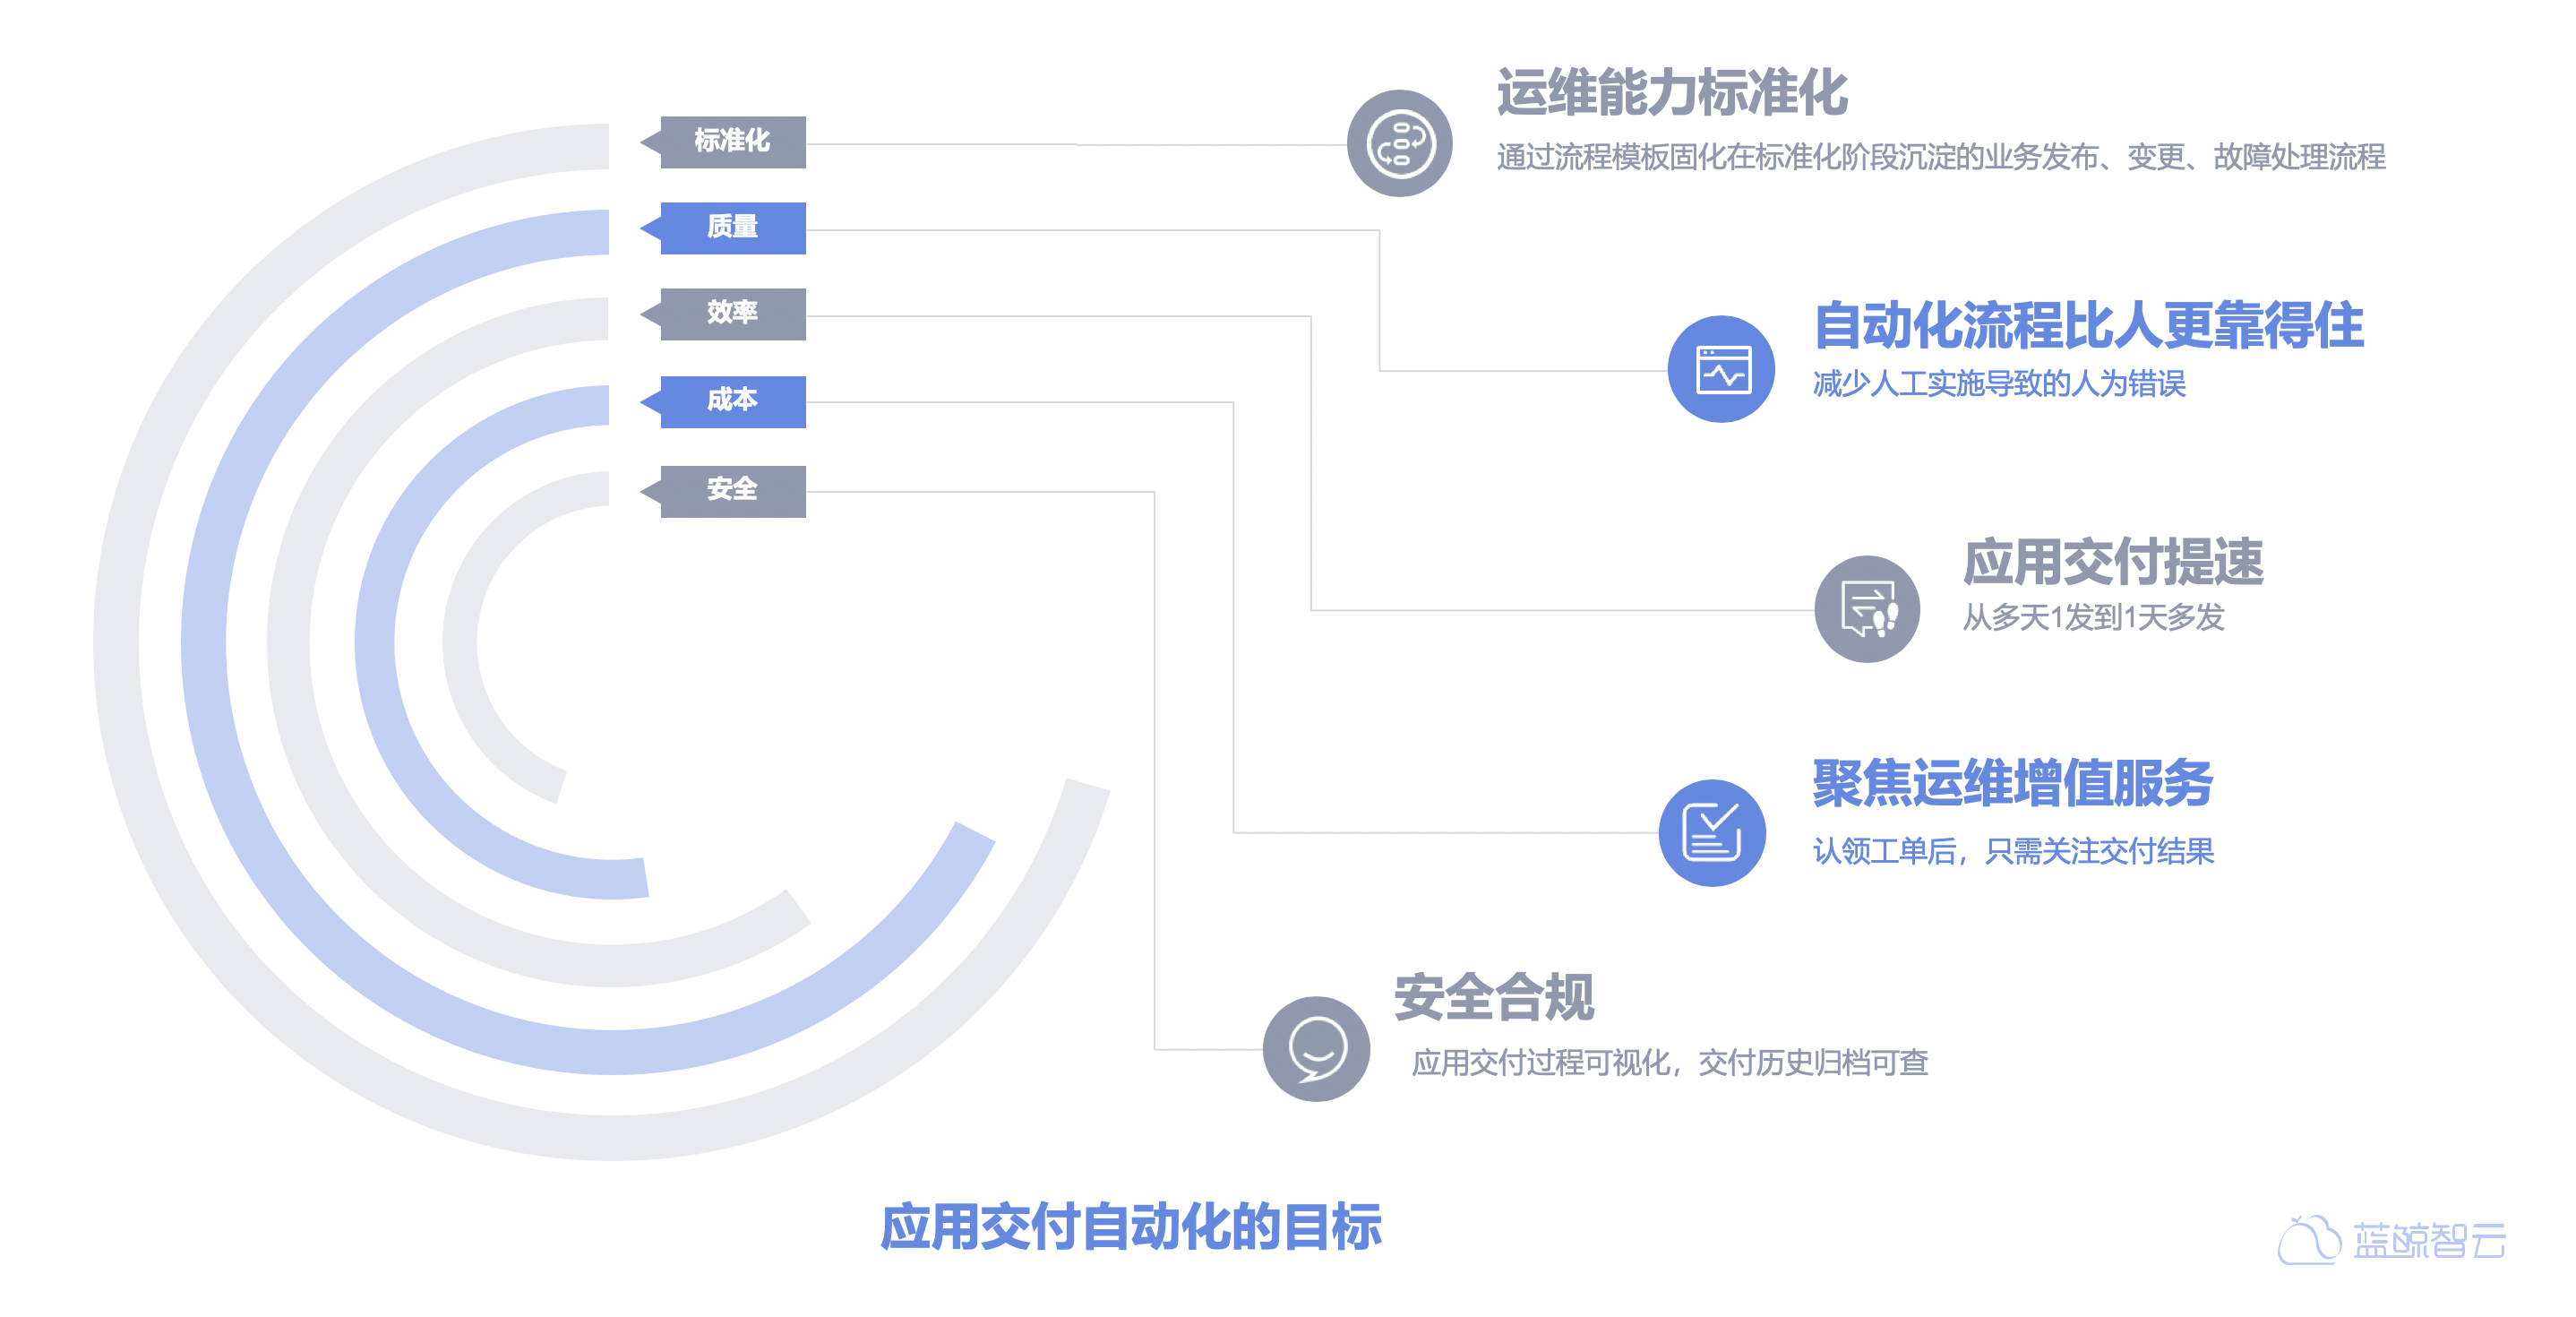 标准化
质量
效率
成本
安全
运维能力标准化
通过流程模板固化在标准化阶段沉淀的业务发布、变更、故障处理流程
自动化流程比人更靠得住
减少人工实施导致的人为错误
应用交付提速
从多天1发到1天多发
聚焦运维增值服务
认领工单后，只需关注交付结果
安全合规
应用交付过程可视化，交付历史归档可查
应用交付自动化的目标
蓝鲸智云